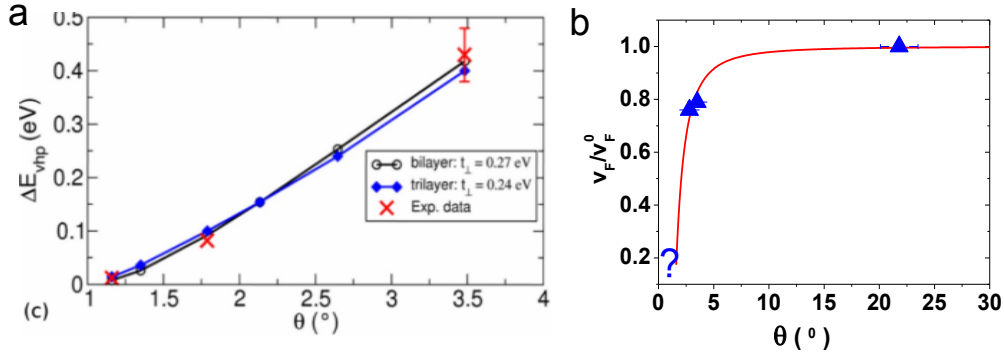 a
0.5
0.4
0.3
0.2
0.1
0
ΔE_vhp (eV)
bilayer: t⊥ = 0.27 eV
trilayer: t⊥ = 0.24 eV
Exp. data
1 1.5 2 2.5 3 3.5 4
(c)
θ (°)
b
1.0
0.8
0.6
0.4
0.2
v_F/v_F^0
?
0 5 10 15 20 25 30
θ (⁰)